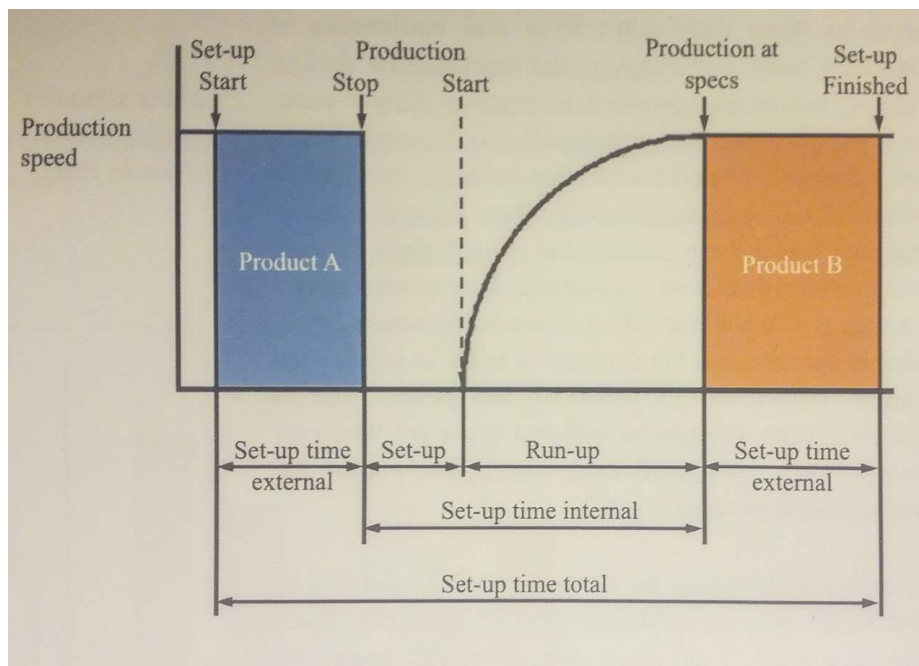 Set-up
Start
Production
Stop
Start
Production at
specs
Set-up
Finished
Production
speed
Product A
Product B
Set-up time
external
Set-up
Run-up
Set-up time
external
Set-up time internal
Set-up time total